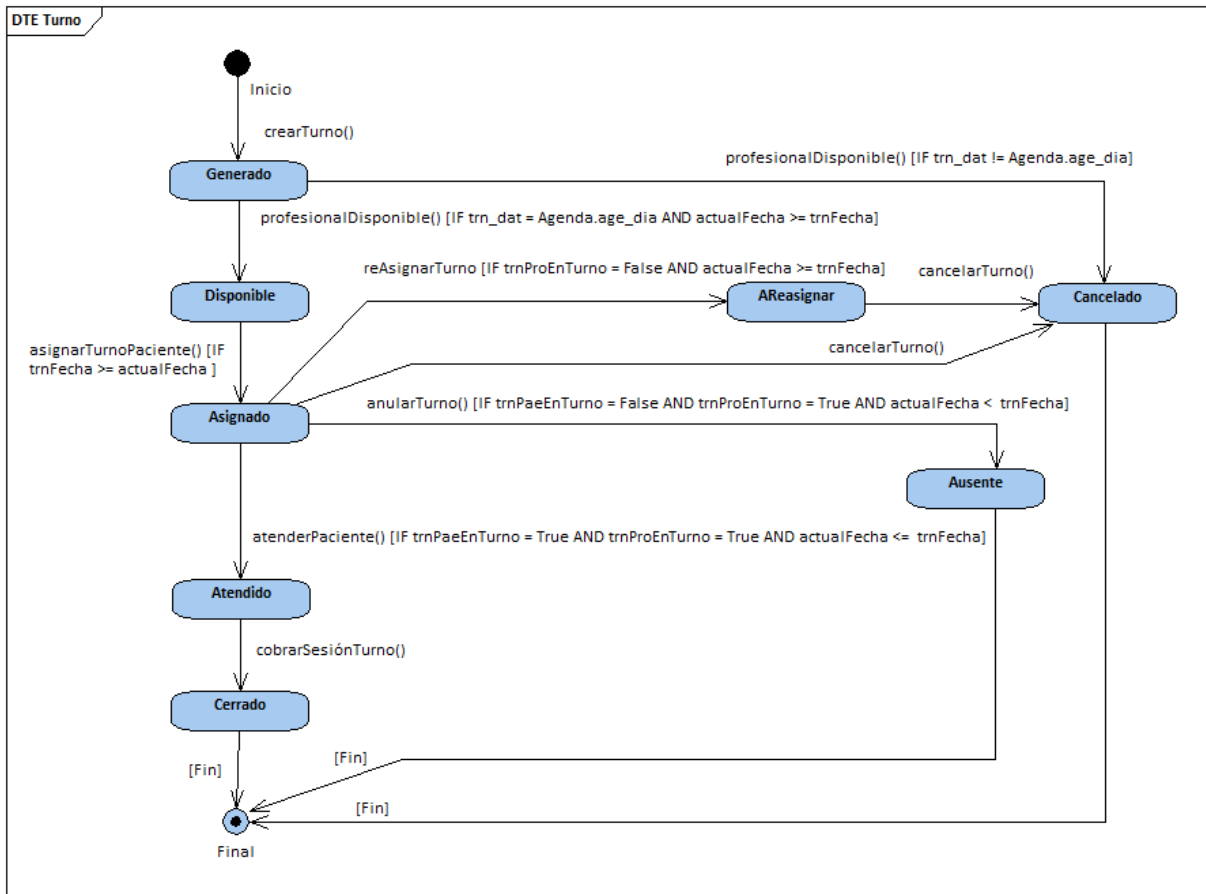 DTE Turno
Inicio
crearTurno()
profesionalDisponible() [IF trn_dat != Agenda.age_dia]
Generado
profesionalDisponible() [IF trn_dat = Agenda.age_dia AND actualFecha >= trnFecha]
reAsignarTurno [IF trnProEnTurno = False AND actualFecha >= trnFecha]
cancelarTurno()
Disponible
AReasignar
Cancelado
asignarTurnoPaciente() [IF
trnFecha >= actualFecha ]
cancelarTurno()
anularTurno() [IF trnPaeEnTurno = False AND trnProEnTurno = True AND actualFecha < trnFecha]
Asignado
Ausente
atenderPaciente() [IF trnPaeEnTurno = True AND trnProEnTurno = True AND actualFecha <= trnFecha]
Atendido
cobrarSesiónTurno()
Cerrado
[Fin]
[Fin]
[Fin]
Final